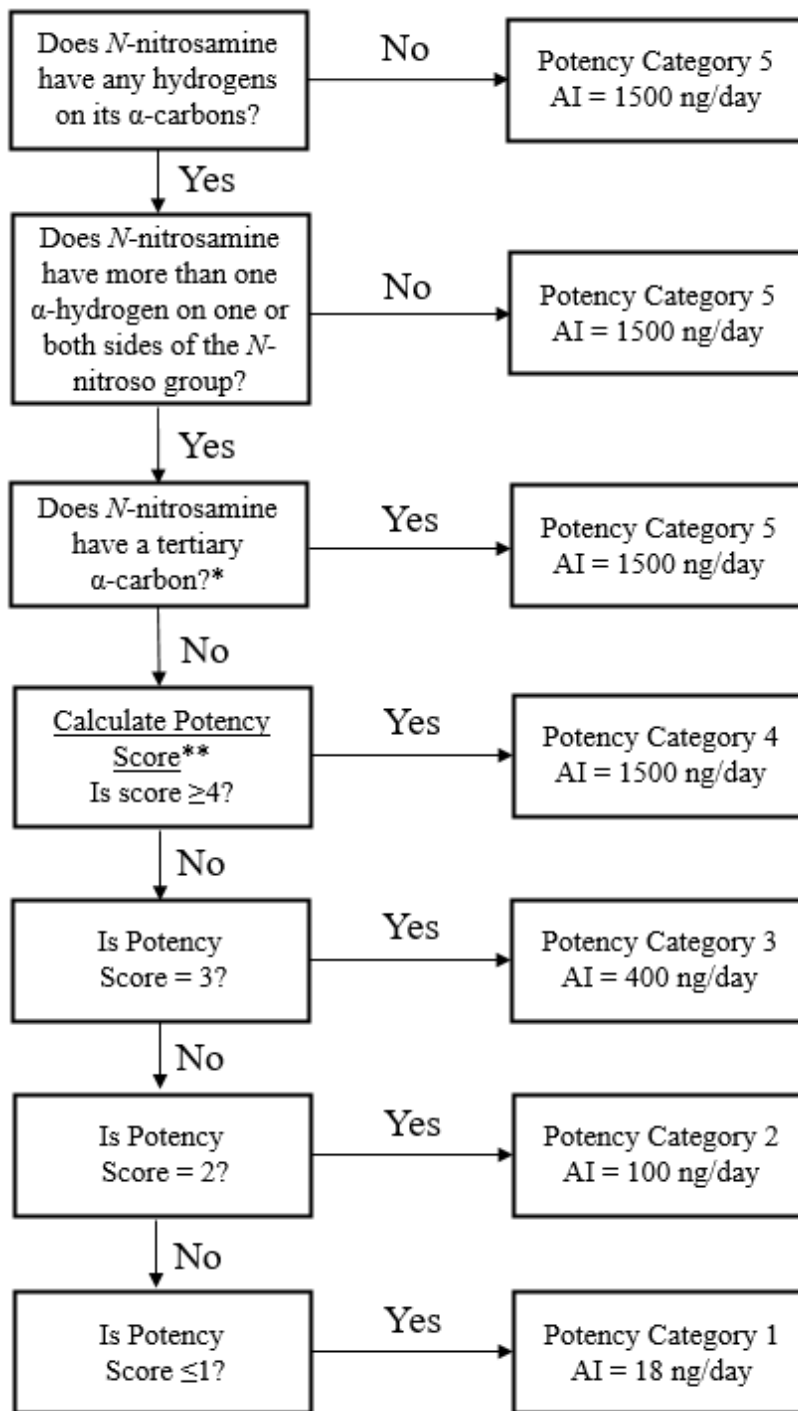 Does N-nitrosamine
have any hydrogens
on its α-carbons?
No
Potency Category 5
AI = 1500 ng/day
Yes
Does N-nitrosamine
have more than one
α-hydrogen on one or
both sides of the N-
nitroso group?
No
Potency Category 5
AI = 1500 ng/day
Yes
Does N-nitrosamine
have a tertiary
α-carbon?*
Yes
Potency Category 5
AI = 1500 ng/day
No
Calculate Potency
Score**
Is score ≥4?
Yes
Potency Category 4
AI = 1500 ng/day
No
Is Potency
Score = 3?
Yes
Potency Category 3
AI = 400 ng/day
No
Is Potency
Score = 2?
Yes
Potency Category 2
AI = 100 ng/day
No
Is Potency
Score ≤1?
Yes
Potency Category 1
AI = 18 ng/day